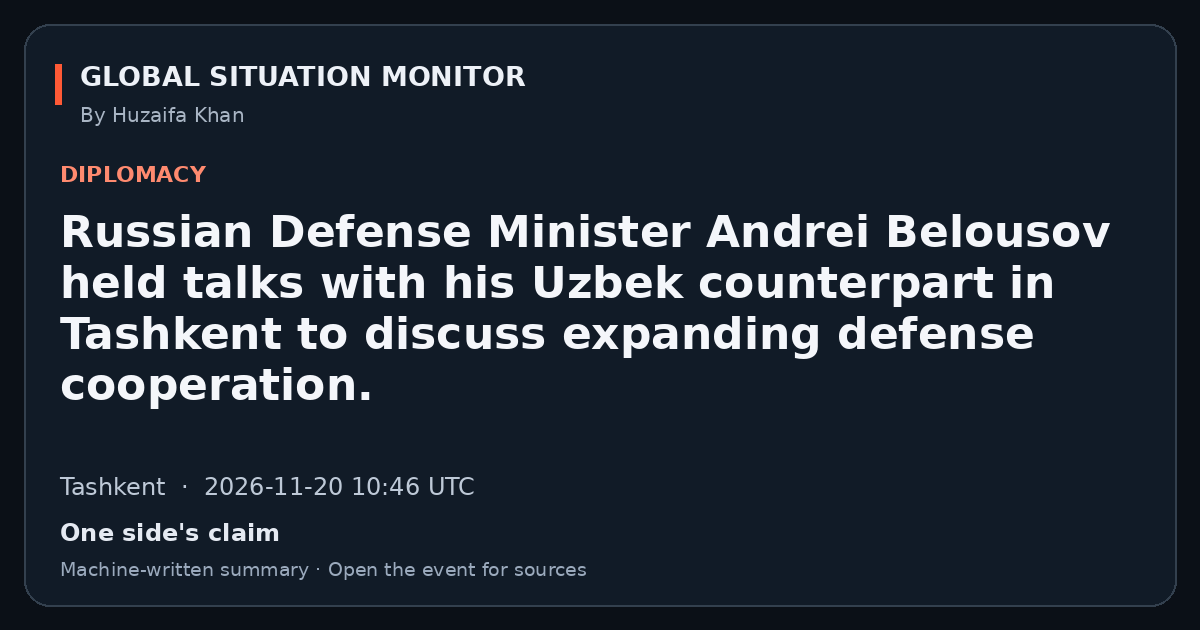 GLOBAL SITUATION MONITOR
By Huzaifa Khan
DIPLOMACY
Russian Defense Minister Andrei Belousov
held talks with his Uzbek counterpart in
Tashkent to discuss expanding defense
cooperation.
Tashkent · 2026-11-20 10:46 UTC
One side's claim
Machine-written summary · Open the event for sources